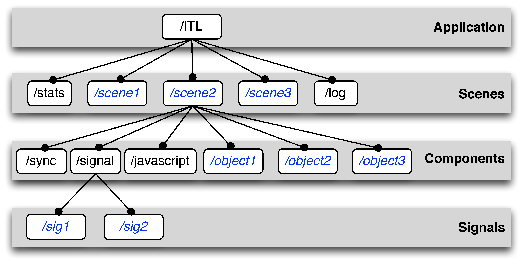 /ITL Application
/stats /scene1 /scene2 /scene3 /log Scenes
/sync /signal /javascript /object1 /object2 /object3 Components
/sig1 /sig2 Signals